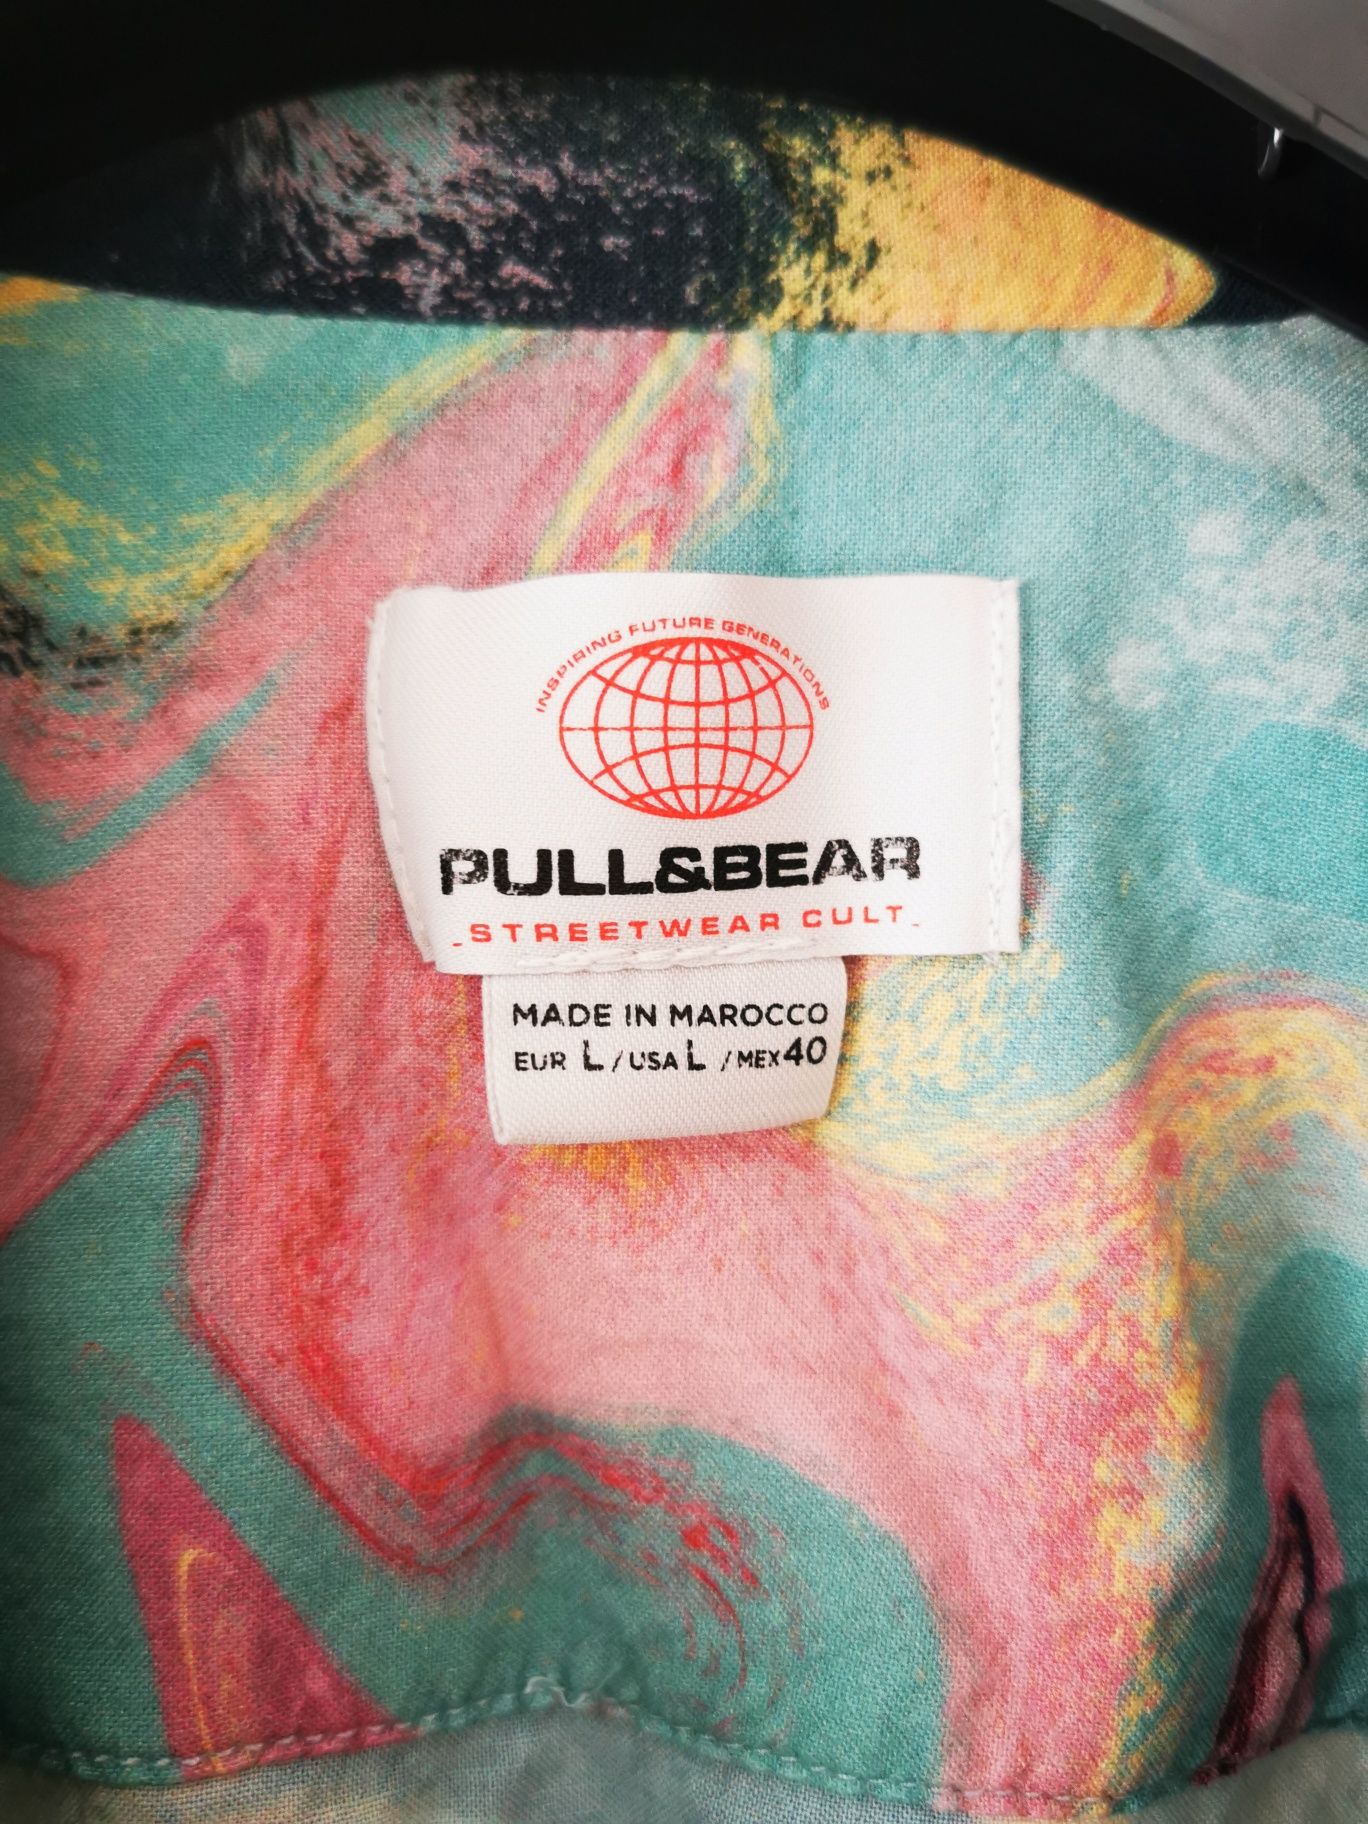 INSPIRING FUTURE GENERATIONS
PULL&BEAR
-STREETWEAR CULT-
MADE IN MAROCCO
EUR L / USA L / MEX 40